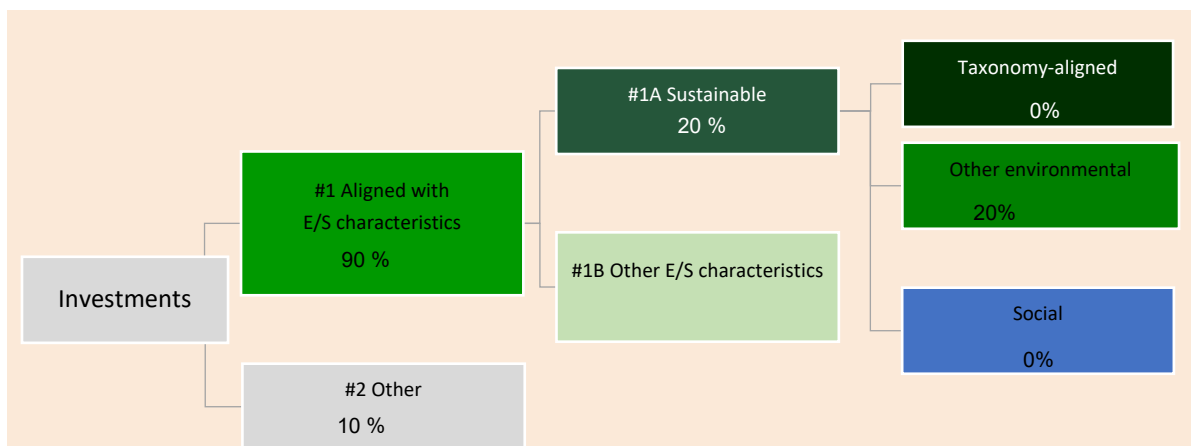 Investments
#1 Aligned with
E/S characteristics
90 %
#2 Other
10 %
#1A Sustainable
20 %
#1B Other E/S characteristics
Taxonomy-aligned
0%
Other environmental
20%
Social
0%